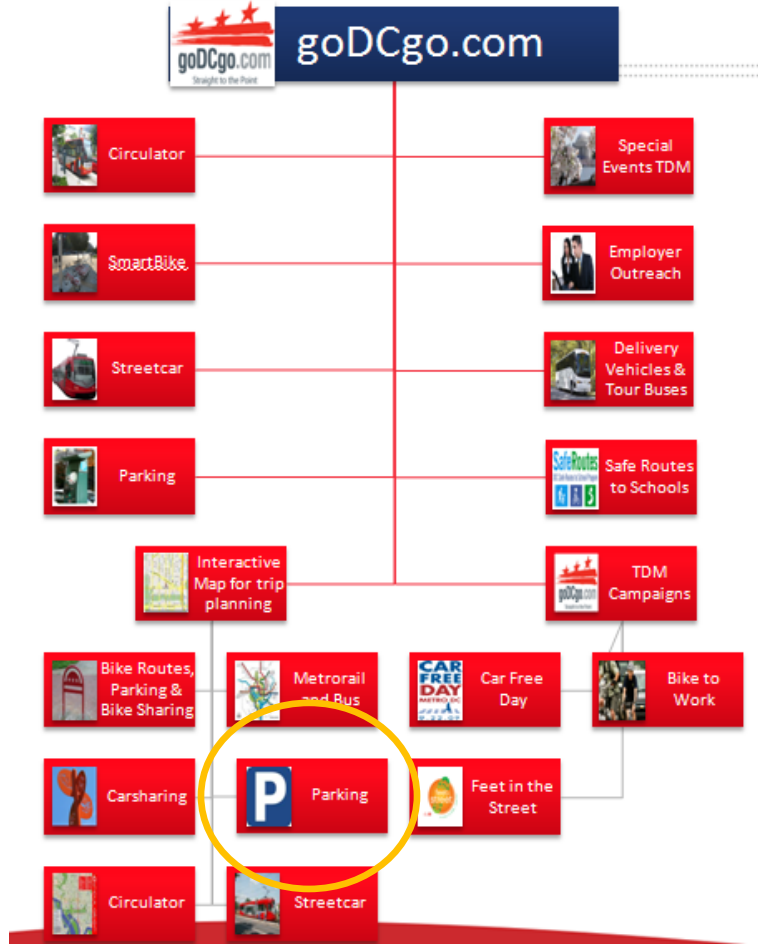 goDCgo.com
goDCgo.com
Straight to the Point
Circulator
Special
Events TDM
SmartBike
Employer
Outreach
Streetcar
Delivery
Vehicles &
Tour Buses
Parking
SafeRoutes
Safe Routes
to Schools
Interactive
Map for trip
planning
goDCgo.com
TDM
Campaigns
Bike Routes,
Parking &
Bike Sharing
Metrorail
and Bus
CAR
FREE
DAY
METRO DC
9.22.09
Car Free
Day
Bike to
Work
Carsharing
P
Parking
Feet in the
Street
Circulator
Streetcar